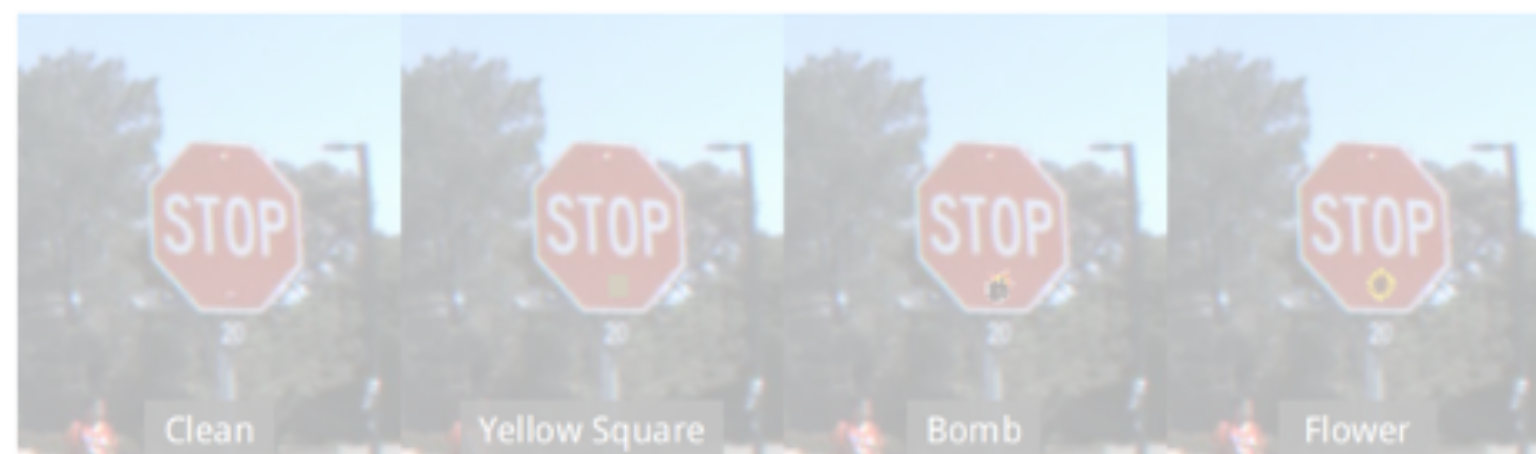 STOP STOP STOP STOP
20 20 20 20
Clean Yellow Square Bomb Flower